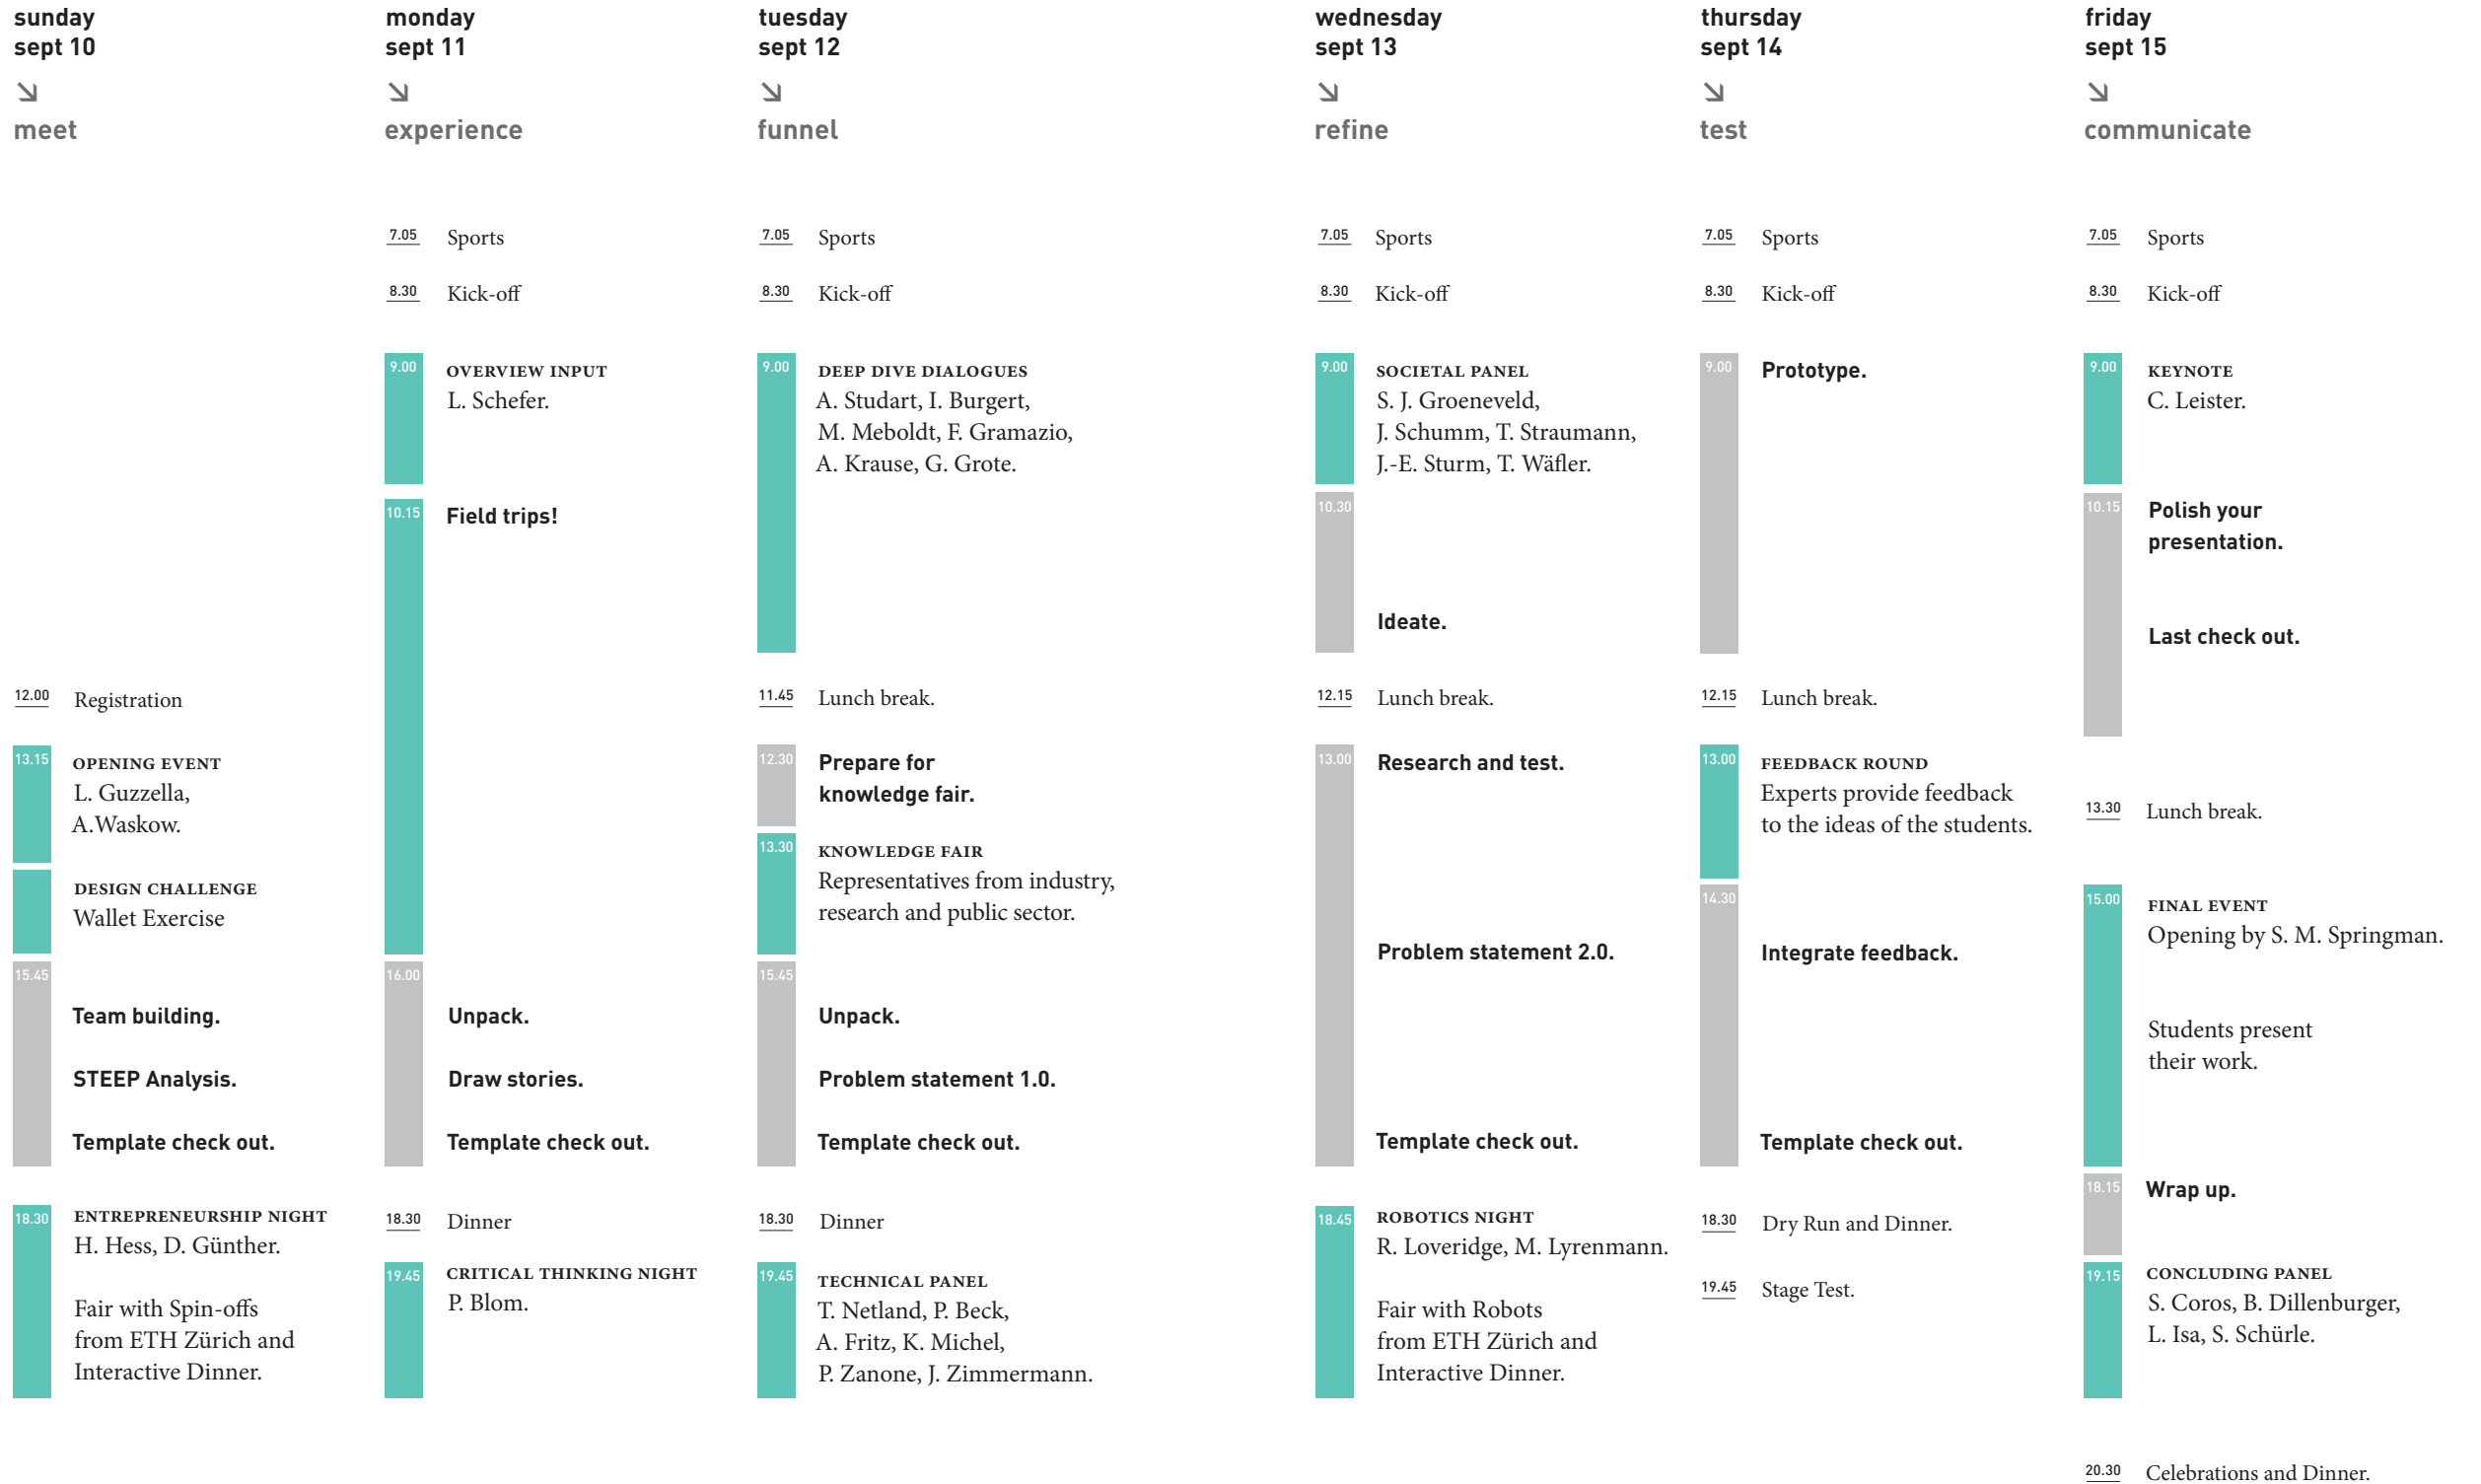 sunday
sept 10
meet
12.00 Registration
13.15 OPENING EVENT
L. Guzzella,
A.Waskow.
DESIGN CHALLENGE
Wallet Exercise
15.45
Team building.
STEEP Analysis.
Template check out.
18.30 ENTREPRENEURSHIP NIGHT
H. Hess, D. Günther.
Fair with Spin-offs
from ETH Zürich and
Interactive Dinner.
monday
sept 11
experience
7.05 Sports
8.30 Kick-off
9.00 OVERVIEW INPUT
L. Schefer.
10.15 Field trips!
16.00
Unpack.
Draw stories.
Template check out.
18.30 Dinner
19.45 CRITICAL THINKING NIGHT
P. Blom.
tuesday
sept 12
funnel
7.05 Sports
8.30 Kick-off
9.00 DEEP DIVE DIALOGUES
A. Studart, I. Burgert,
M. Meboldt, F. Gramazio,
A. Krause, G. Grote.
11.45 Lunch break.
12.30 Prepare for
knowledge fair.
13.30 KNOWLEDGE FAIR
Representatives from industry,
research and public sector.
15.45
Unpack.
Problem statement 1.0.
Template check out.
18.30 Dinner
19.45 TECHNICAL PANEL
T. Netland, P. Beck,
A. Fritz, K. Michel,
P. Zanone, J. Zimmermann.
wednesday
sept 13
refine
7.05 Sports
8.30 Kick-off
9.00 SOCIETAL PANEL
S. J. Groeneveld,
J. Schumm, T. Straumann,
J.-E. Sturm, T. Wäfler.
10.30
Ideate.
12.15 Lunch break.
13.00 Research and test.
Problem statement 2.0.
Template check out.
18.45 ROBOTICS NIGHT
R. Loveridge, M. Lyrenmann.
Fair with Robots
from ETH Zürich and
Interactive Dinner.
thursday
sept 14
test
7.05 Sports
8.30 Kick-off
9.00 Prototype.
12.15 Lunch break.
13.00 FEEDBACK ROUND
Experts provide feedback
to the ideas of the students.
14.30
Integrate feedback.
Template check out.
18.30 Dry Run and Dinner.
19.45 Stage Test.
friday
sept 15
communicate
7.05 Sports
8.30 Kick-off
9.00 KEYNOTE
C. Leister.
10.15 Polish your
presentation.
Last check out.
13.30 Lunch break.
15.00 FINAL EVENT
Opening by S. M. Springman.
Students present
their work.
18.15 Wrap up.
19.15 CONCLUDING PANEL
S. Coros, B. Dillenburger,
L. Isa, S. Schürle.
20.30 Celebrations and Dinner.